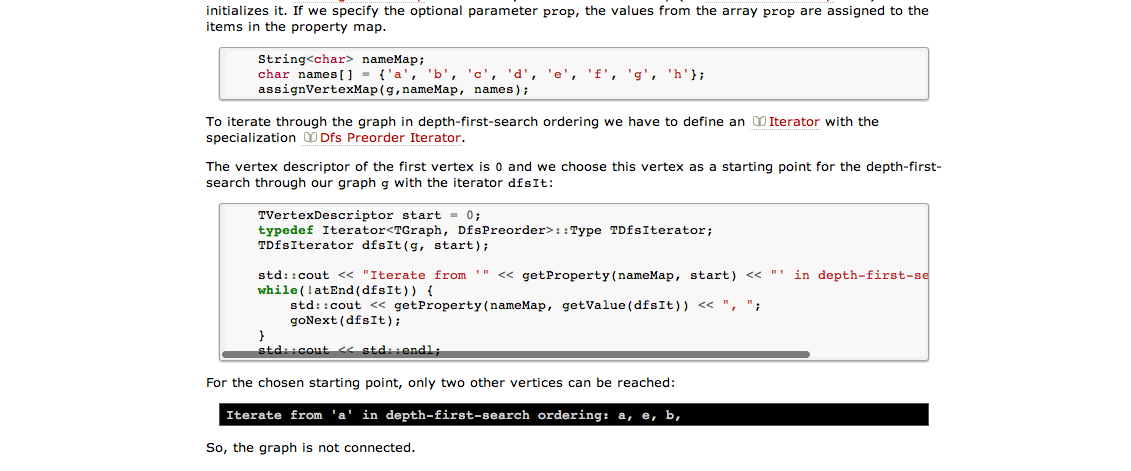 initializes it. If we specify the optional parameter prop, the values from the array prop are assigned to the
items in the property map.
String<char> nameMap;
char names[] = {'a', 'b', 'c', 'd', 'e', 'f', 'g', 'h'};
assignVertexMap(g,nameMap, names);
To iterate through the graph in depth-first-search ordering we have to define an Iterator with the
specialization Dfs Preorder Iterator.
The vertex descriptor of the first vertex is 0 and we choose this vertex as a starting point for the depth-first-
search through our graph g with the iterator dfsIt:
TVertexDescriptor start = 0;
typedef Iterator<TGraph, DfsPreorder>::Type TDfsIterator;
TDfsIterator dfsIt(g, start);
std::cout << "Iterate from '" << getProperty(nameMap, start) << "' in depth-first-se
while(!atEnd(dfsIt)) {
    std::cout << getProperty(nameMap, getValue(dfsIt)) << ", ";
    goNext(dfsIt);
}
std::cout << std::endl;
For the chosen starting point, only two other vertices can be reached:
Iterate from 'a' in depth-first-search ordering: a, e, b,
So, the graph is not connected.